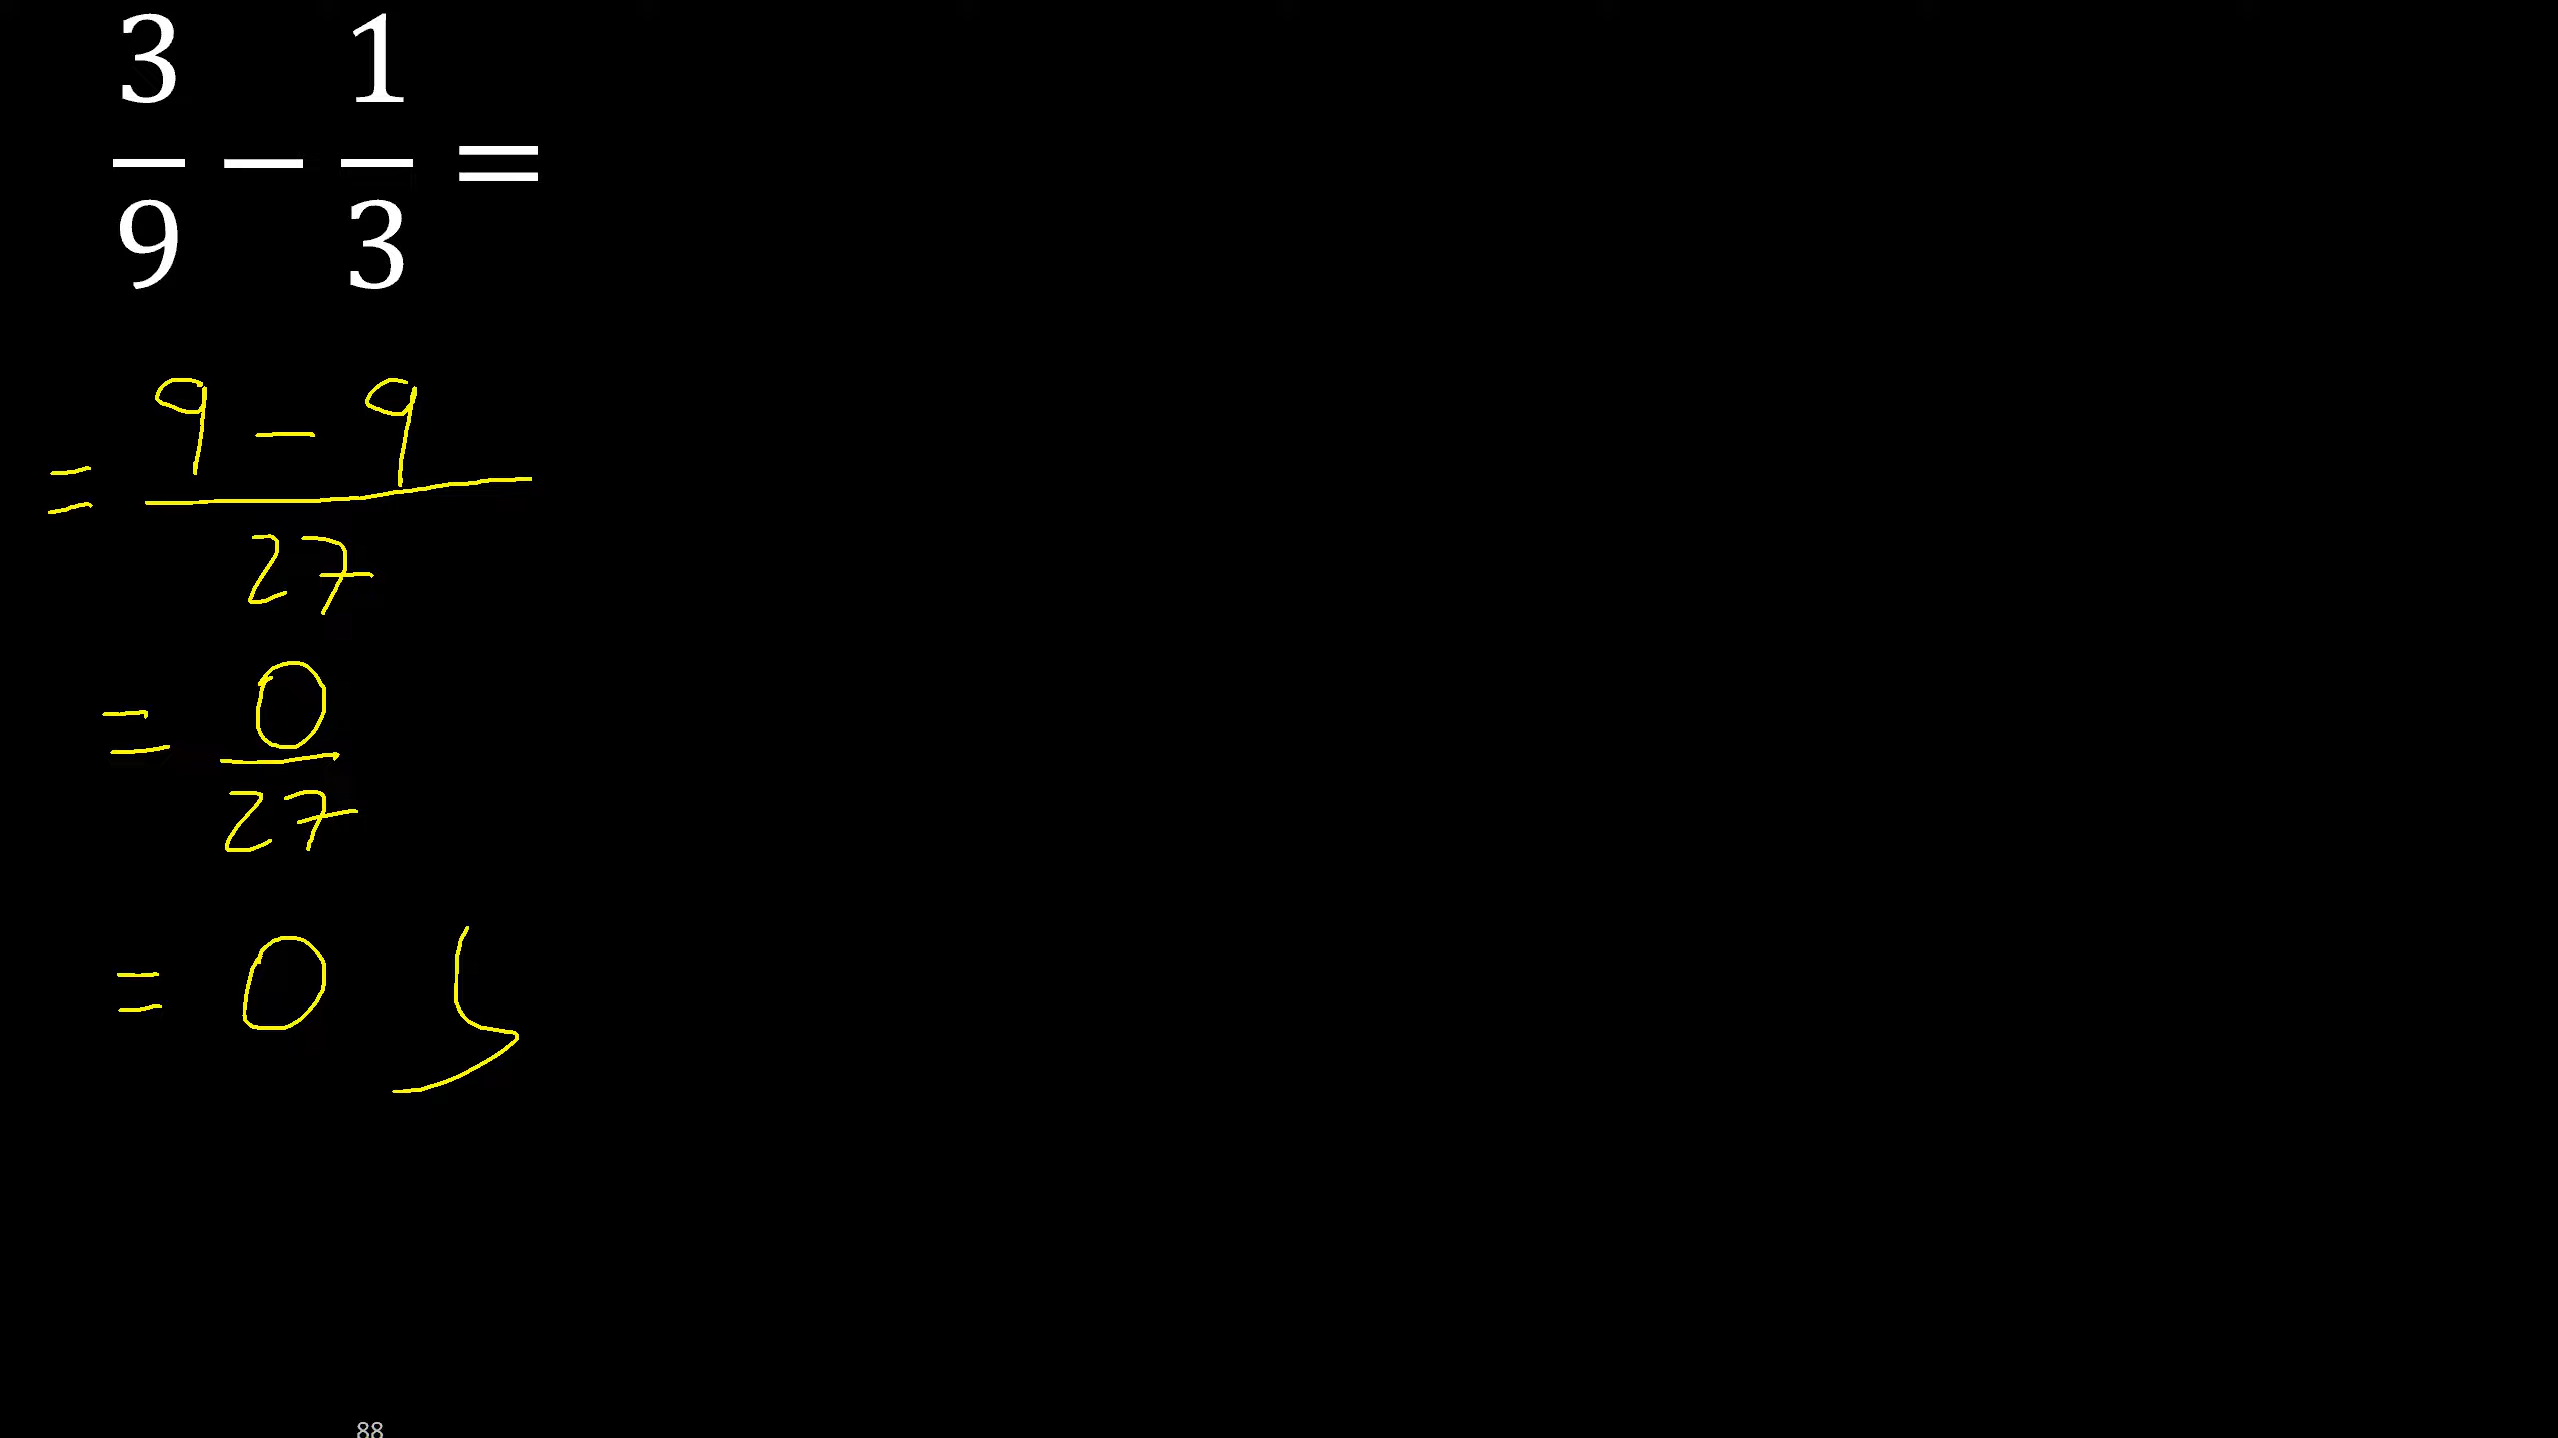 3/9 − 1/3 =
= (9 − 9)/27
= 0/27
= 0
88